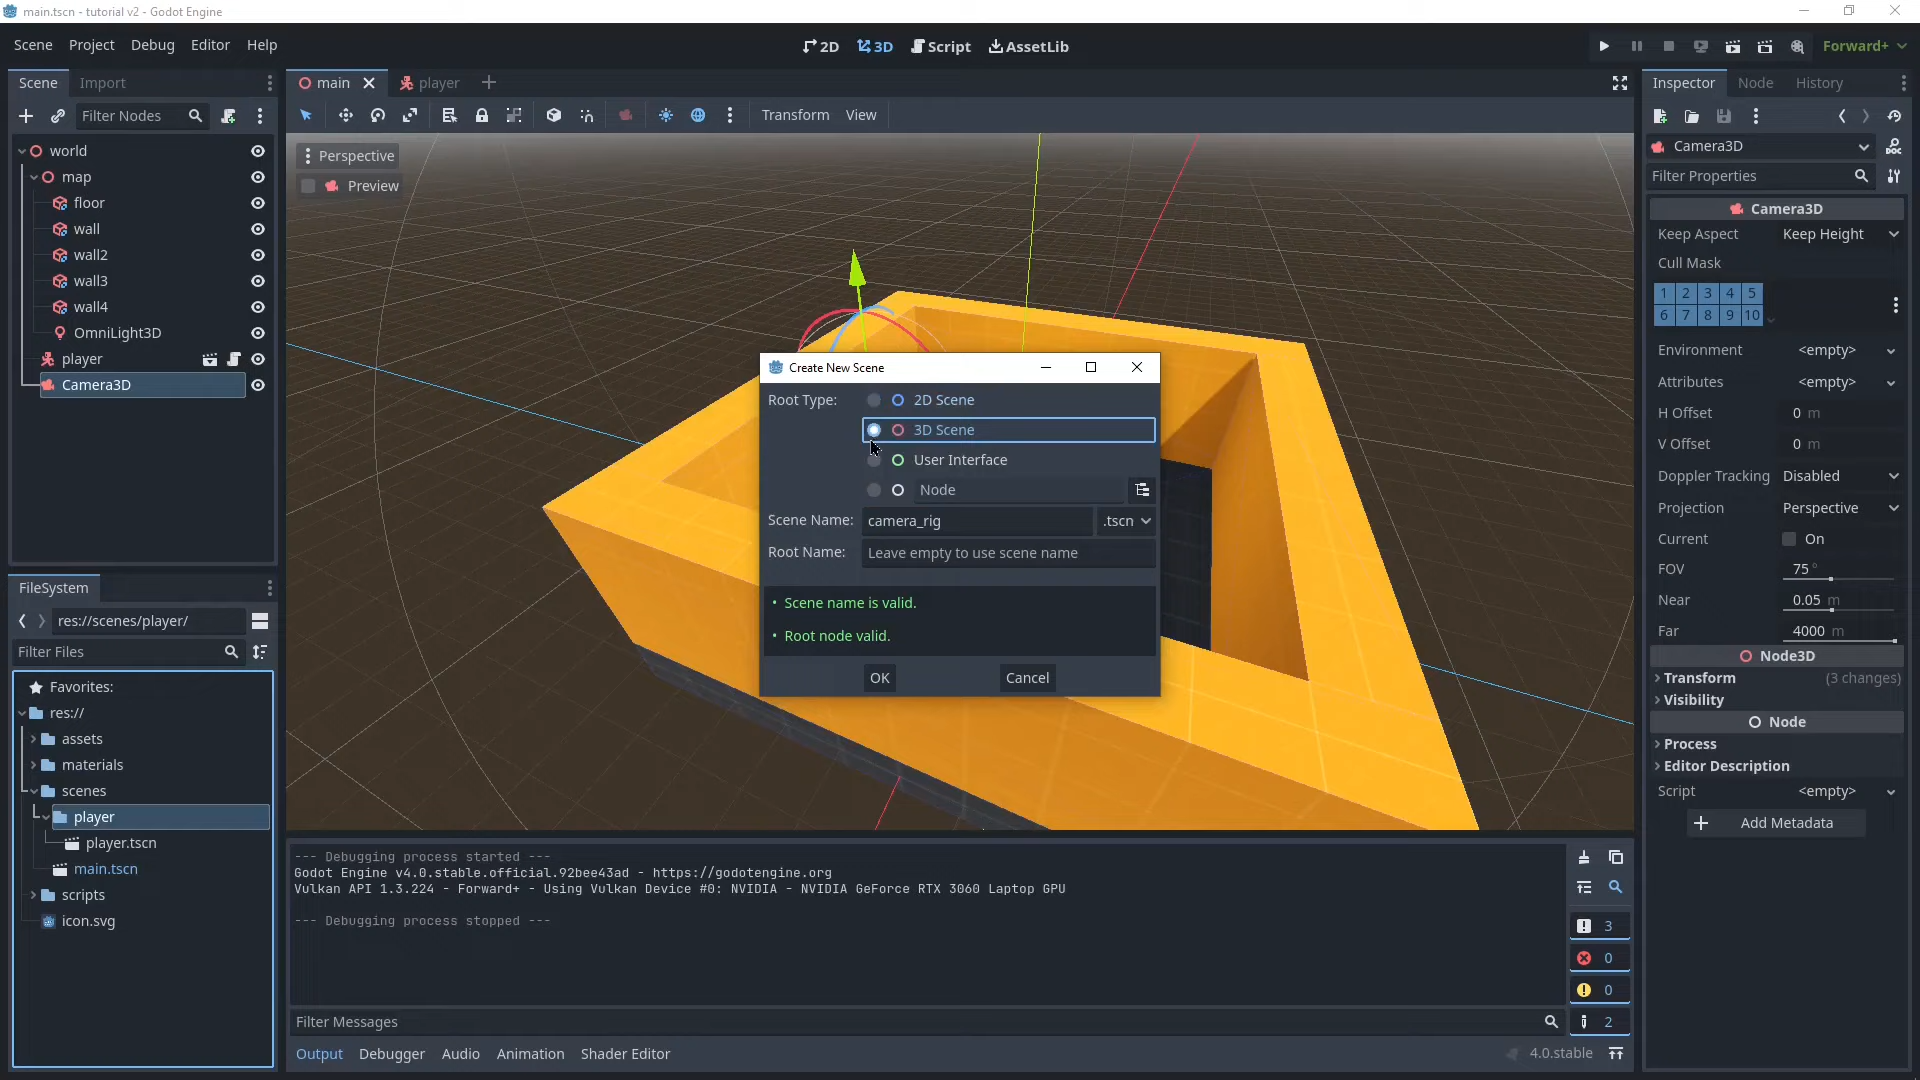 main.tscn - tutorial v2 - Godot Engine
Scene Project Debug Editor Help
2D 3D Script AssetLib
Forward+
Scene Import
main player
Inspector Node History
Filter Nodes
Transform View
world
map
floor
wall
wall2
wall3
wall4
OmniLight3D
player
Camera3D
Perspective
Preview
Create New Scene
Root Type:
2D Scene
3D Scene
User Interface
Node
Scene Name: camera_rig .tscn
Root Name: Leave empty to use scene name
• Scene name is valid.
• Root node valid.
OK Cancel
Camera3D
Filter Properties
Camera3D
Keep Aspect Keep Height
Cull Mask
1 2 3 4 5
6 7 8 9 10
Environment <empty>
Attributes <empty>
H Offset 0 m
V Offset 0 m
Doppler Tracking Disabled
Projection Perspective
Current On
FOV 75 °
Near 0.05 m
Far 4000 m
Node3D
Transform (3 changes)
Visibility
Node
Process
Editor Description
Script <empty>
Add Metadata
FileSystem
res://scenes/player/
Filter Files
Favorites:
res://
assets
materials
scenes
player
player.tscn
main.tscn
scripts
icon.svg
--- Debugging process started ---
Godot Engine v4.0.stable.official.92bee43ad - https://godotengine.org
Vulkan API 1.3.224 - Forward+ - Using Vulkan Device #0: NVIDIA - NVIDIA GeForce RTX 3060 Laptop GPU
--- Debugging process stopped ---
3
0
0
2
Filter Messages
Output Debugger Audio Animation Shader Editor
4.0.stable